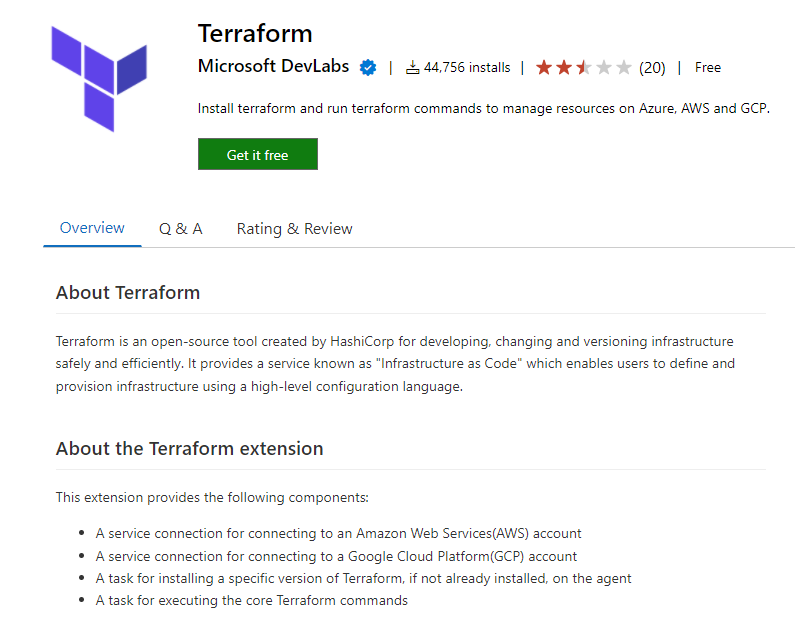 Terraform
Microsoft DevLabs | 44,756 installs | (20) | Free
Install terraform and run terraform commands to manage resources on Azure, AWS and GCP.
Get it free
Overview Q & A Rating & Review
About Terraform
Terraform is an open-source tool created by HashiCorp for developing, changing and versioning infrastructure
safely and efficiently. It provides a service known as "Infrastructure as Code" which enables users to define and
provision infrastructure using a high-level configuration language.
About the Terraform extension
This extension provides the following components:
• A service connection for connecting to an Amazon Web Services(AWS) account
• A service connection for connecting to a Google Cloud Platform(GCP) account
• A task for installing a specific version of Terraform, if not already installed, on the agent
• A task for executing the core Terraform commands